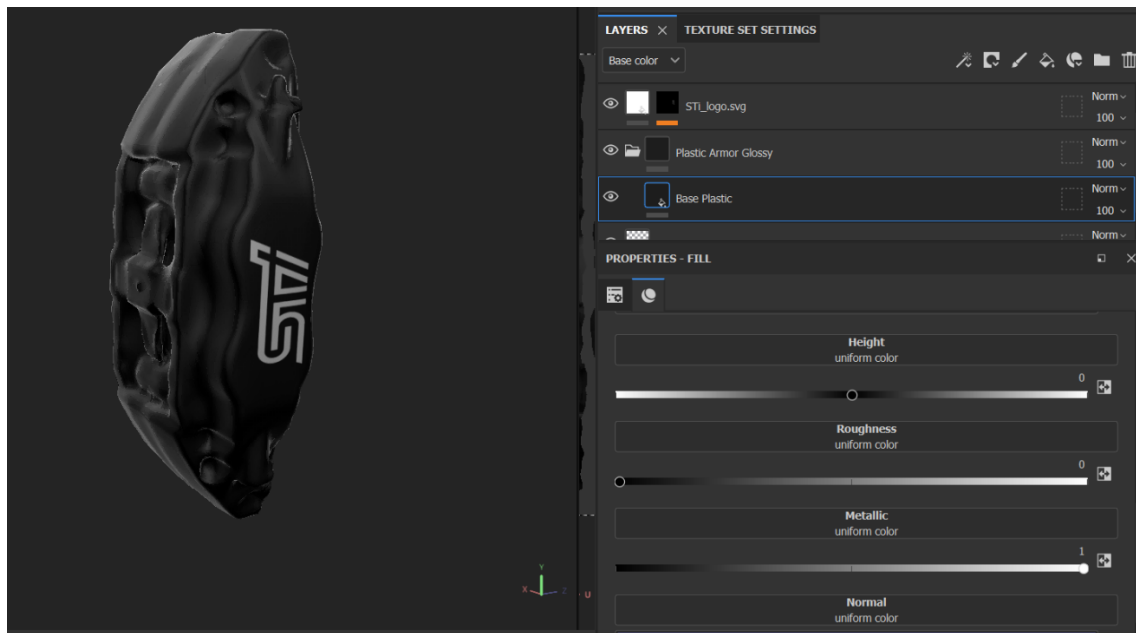 STi
LAYERS
TEXTURE SET SETTINGS
Base color
STi_logo.svg
Norm
100
Plastic Armor Glossy
Norm
100
Base Plastic
Norm
100
Norm
PROPERTIES - FILL
Height
uniform color
0
Roughness
uniform color
0
Metallic
uniform color
1
Normal
uniform color
Y
X
Z
U